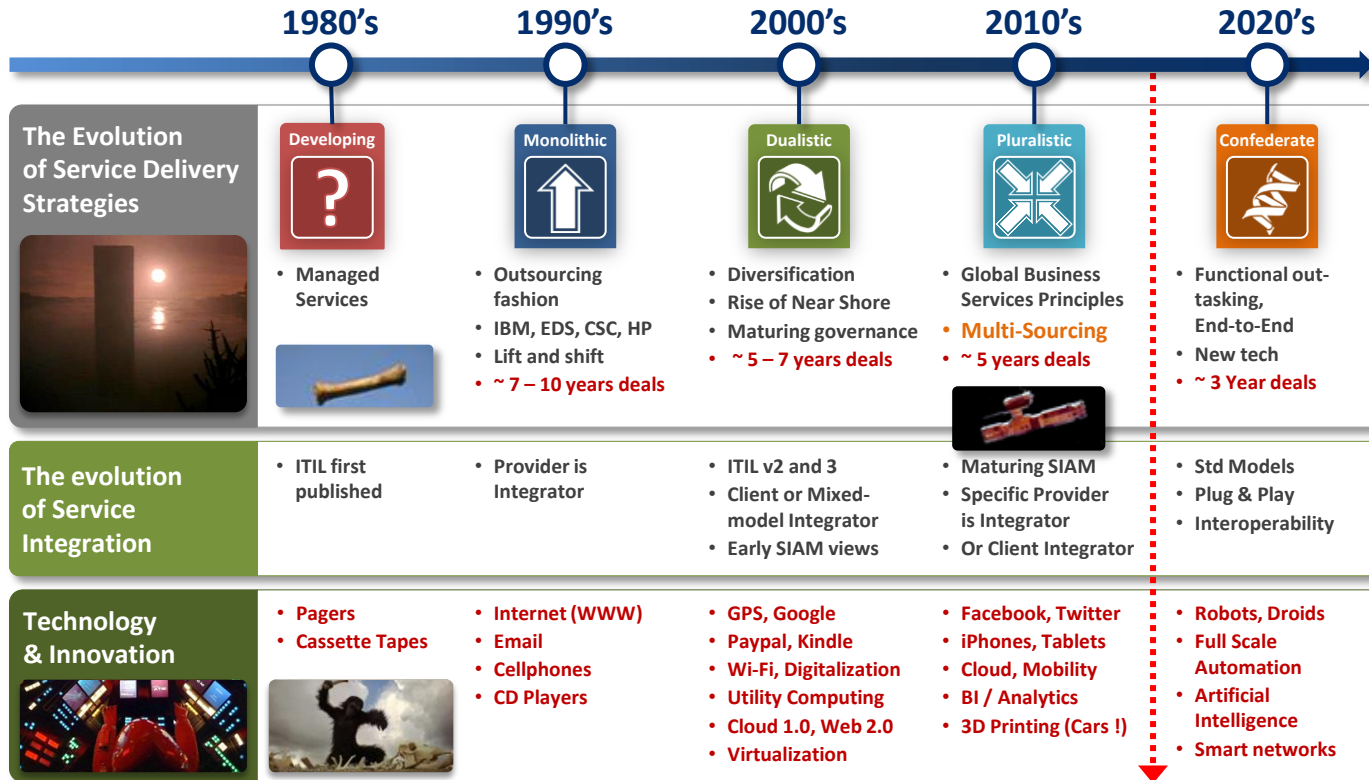 1980's
1990's
2000's
2010's
2020's
The Evolution
of Service Delivery
Strategies
Developing
?
• Managed
Services
Monolithic
• Outsourcing
fashion
• IBM, EDS, CSC, HP
• Lift and shift
• ~ 7 – 10 years deals
Dualistic
• Diversification
• Rise of Near Shore
• Maturing governance
• ~ 5 – 7 years deals
Pluralistic
• Global Business
Services Principles
• Multi-Sourcing
• ~ 5 years deals
Confederate
• Functional out-
tasking,
End-to-End
• New tech
• ~ 3 Year deals
The evolution
of Service
Integration
• ITIL first
published
• Provider is
Integrator
• ITIL v2 and 3
• Client or Mixed-
model Integrator
• Early SIAM views
• Maturing SIAM
• Specific Provider
is Integrator
• Or Client Integrator
• Std Models
• Plug & Play
• Interoperability
Technology
& Innovation
• Pagers
• Cassette Tapes
• Internet (WWW)
• Email
• Cellphones
• CD Players
• GPS, Google
• Paypal, Kindle
• Wi-Fi, Digitalization
• Utility Computing
• Cloud 1.0, Web 2.0
• Virtualization
• Facebook, Twitter
• iPhones, Tablets
• Cloud, Mobility
• BI / Analytics
• 3D Printing (Cars !)
• Robots, Droids
• Full Scale
Automation
• Artificial
Intelligence
• Smart networks